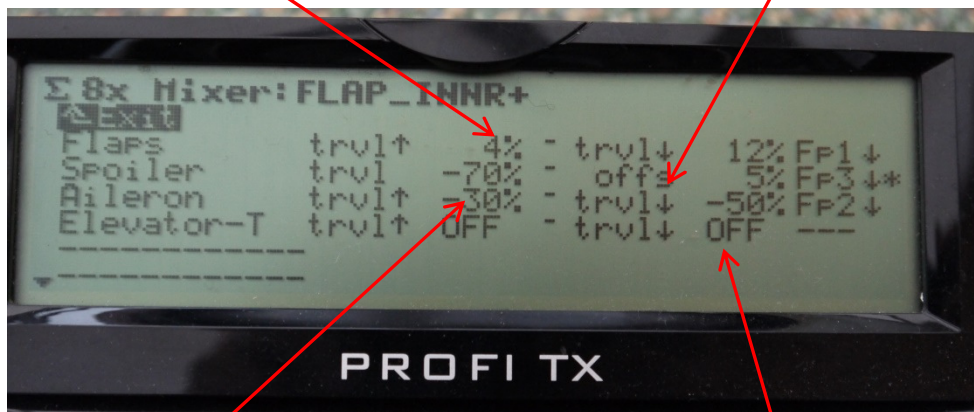 Σ8x Mixer:FLAP_INNR+
Exit
Flaps trvl↑ 4% - trvl↓ 12% Fp1 ↓
Spoiler trvl -70% - offs 5% Fp3 ↓*
Aileron trvl↑ -30% - trvl↓ -50% Fp2 ↓
Elevator-T trvl↑ OFF - trvl↓ OFF ---
--------------
--------------
PROFI TX